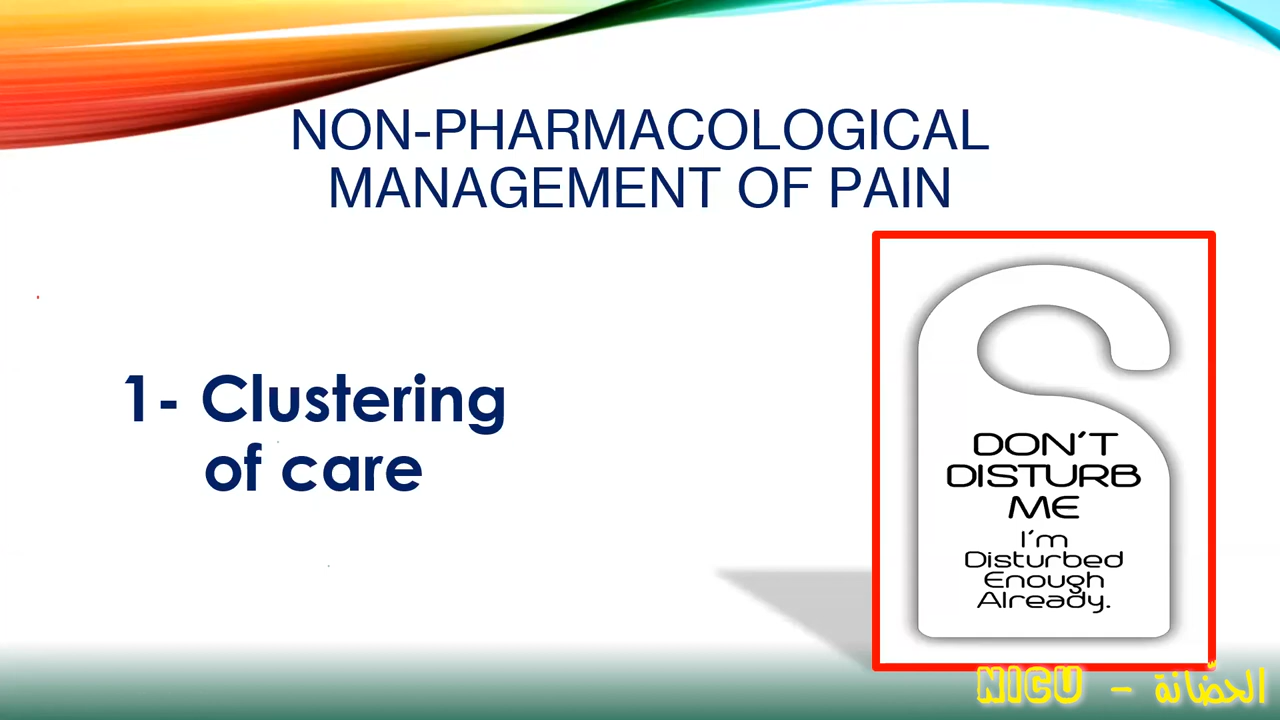 NON-PHARMACOLOGICAL
MANAGEMENT OF PAIN
1- Clustering
of care
DON'T
DISTURB
ME
I'm
Disturbed
Enough
Already.
NICU - الحضّانة